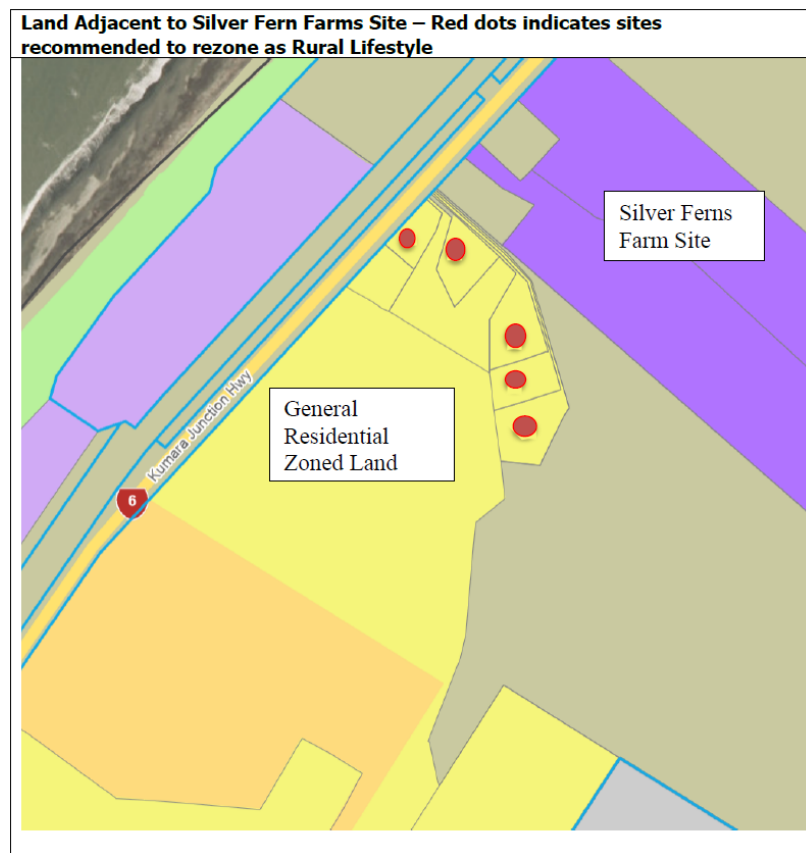 Land Adjacent to Silver Fern Farms Site – Red dots indicates sites
recommended to rezone as Rural Lifestyle
Silver Ferns
Farm Site
General
Residential
Zoned Land
Kumara Junction Hwy
6